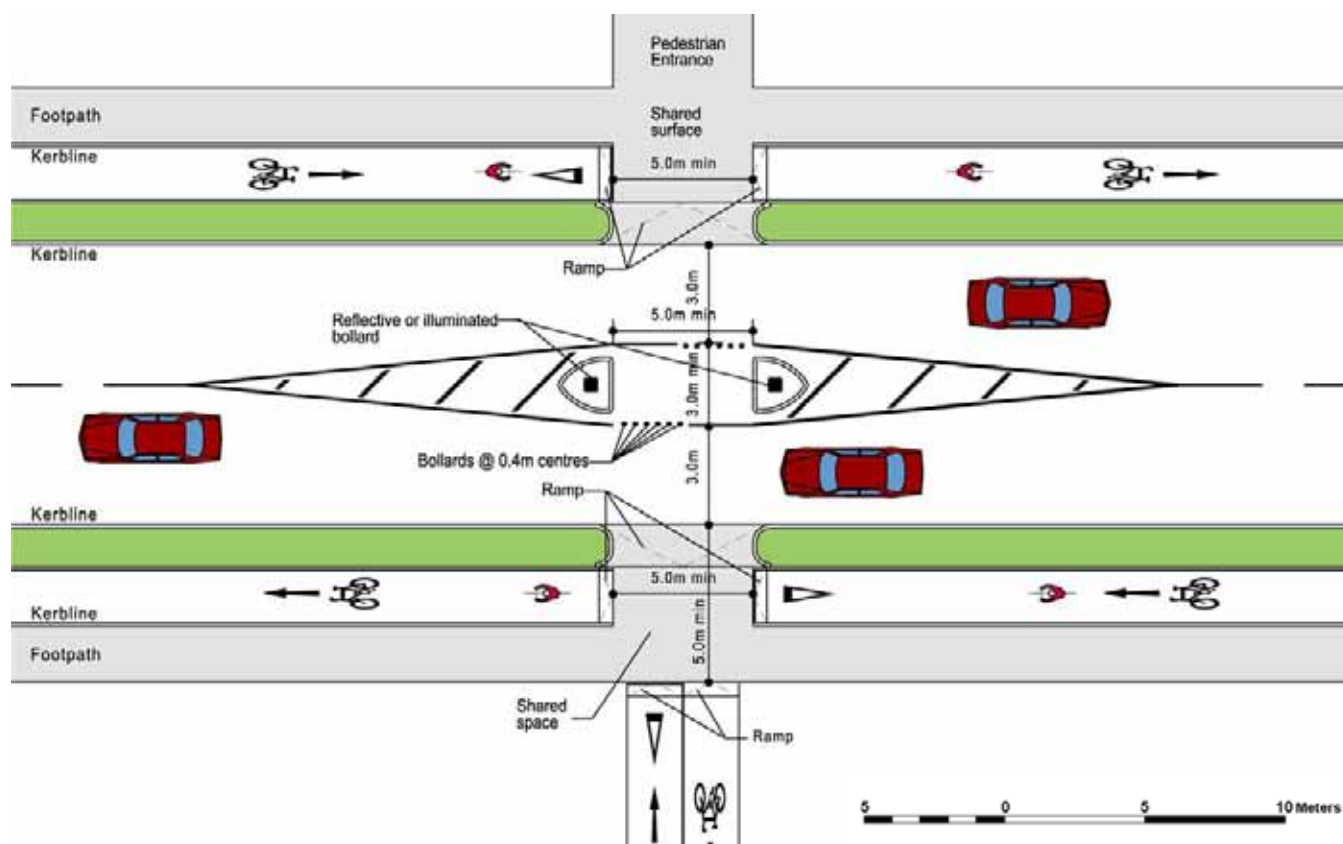 Pedestrian
Entrance
Footpath
Shared
surface
Kerbline
5.0m min
Kerbline
Ramp
3.0m
5.0m min
Reflective or illuminated
bollard
3.0m min
Bollards @ 0.4m centres
3.0m
Ramp
Kerbline
5.0m min
Kerbline
5.0m min
Footpath
Shared
space
Ramp
5 0 5 10 Meters